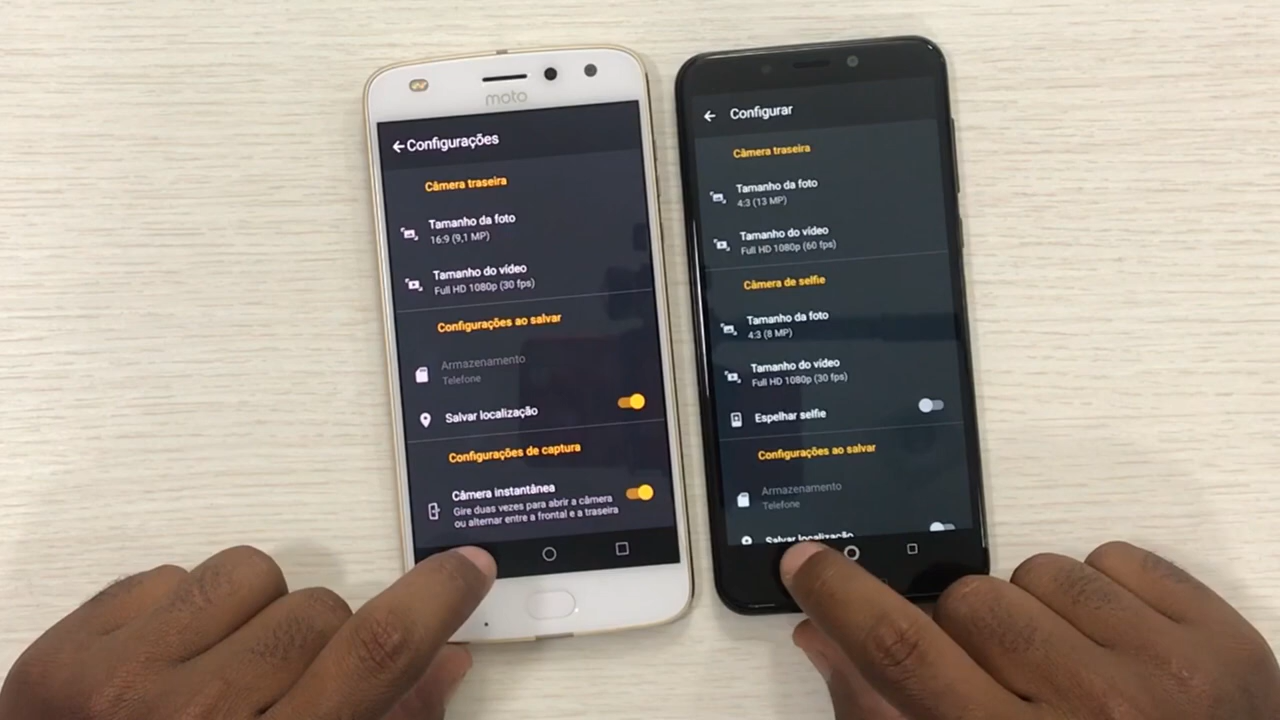 moto
Configurações
Câmera traseira
Tamanho da foto
16:9 (9,1 MP)
Tamanho do vídeo
Full HD 1080p (30 fps)
Configurações ao salvar
Armazenamento
Telefone
Salvar localização
Configurações de captura
Câmera instantânea
Gire duas vezes para abrir a câmera
ou alternar entre a frontal e a traseira
Configurar
Câmera traseira
Tamanho da foto
4:3 (13 MP)
Tamanho do vídeo
Full HD 1080p (60 fps)
Câmera de selfie
Tamanho da foto
4:3 (8 MP)
Tamanho do vídeo
Full HD 1080p (30 fps)
Espelhar selfie
Configurações ao salvar
Armazenamento
Telefone
Salvar localização